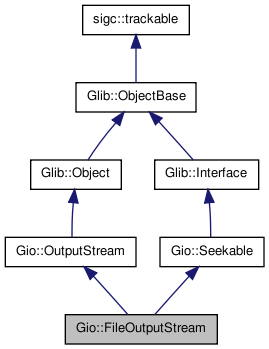 sigc::trackable
Glib::ObjectBase
Glib::Object
Glib::Interface
Gio::OutputStream
Gio::Seekable
Gio::FileOutputStream